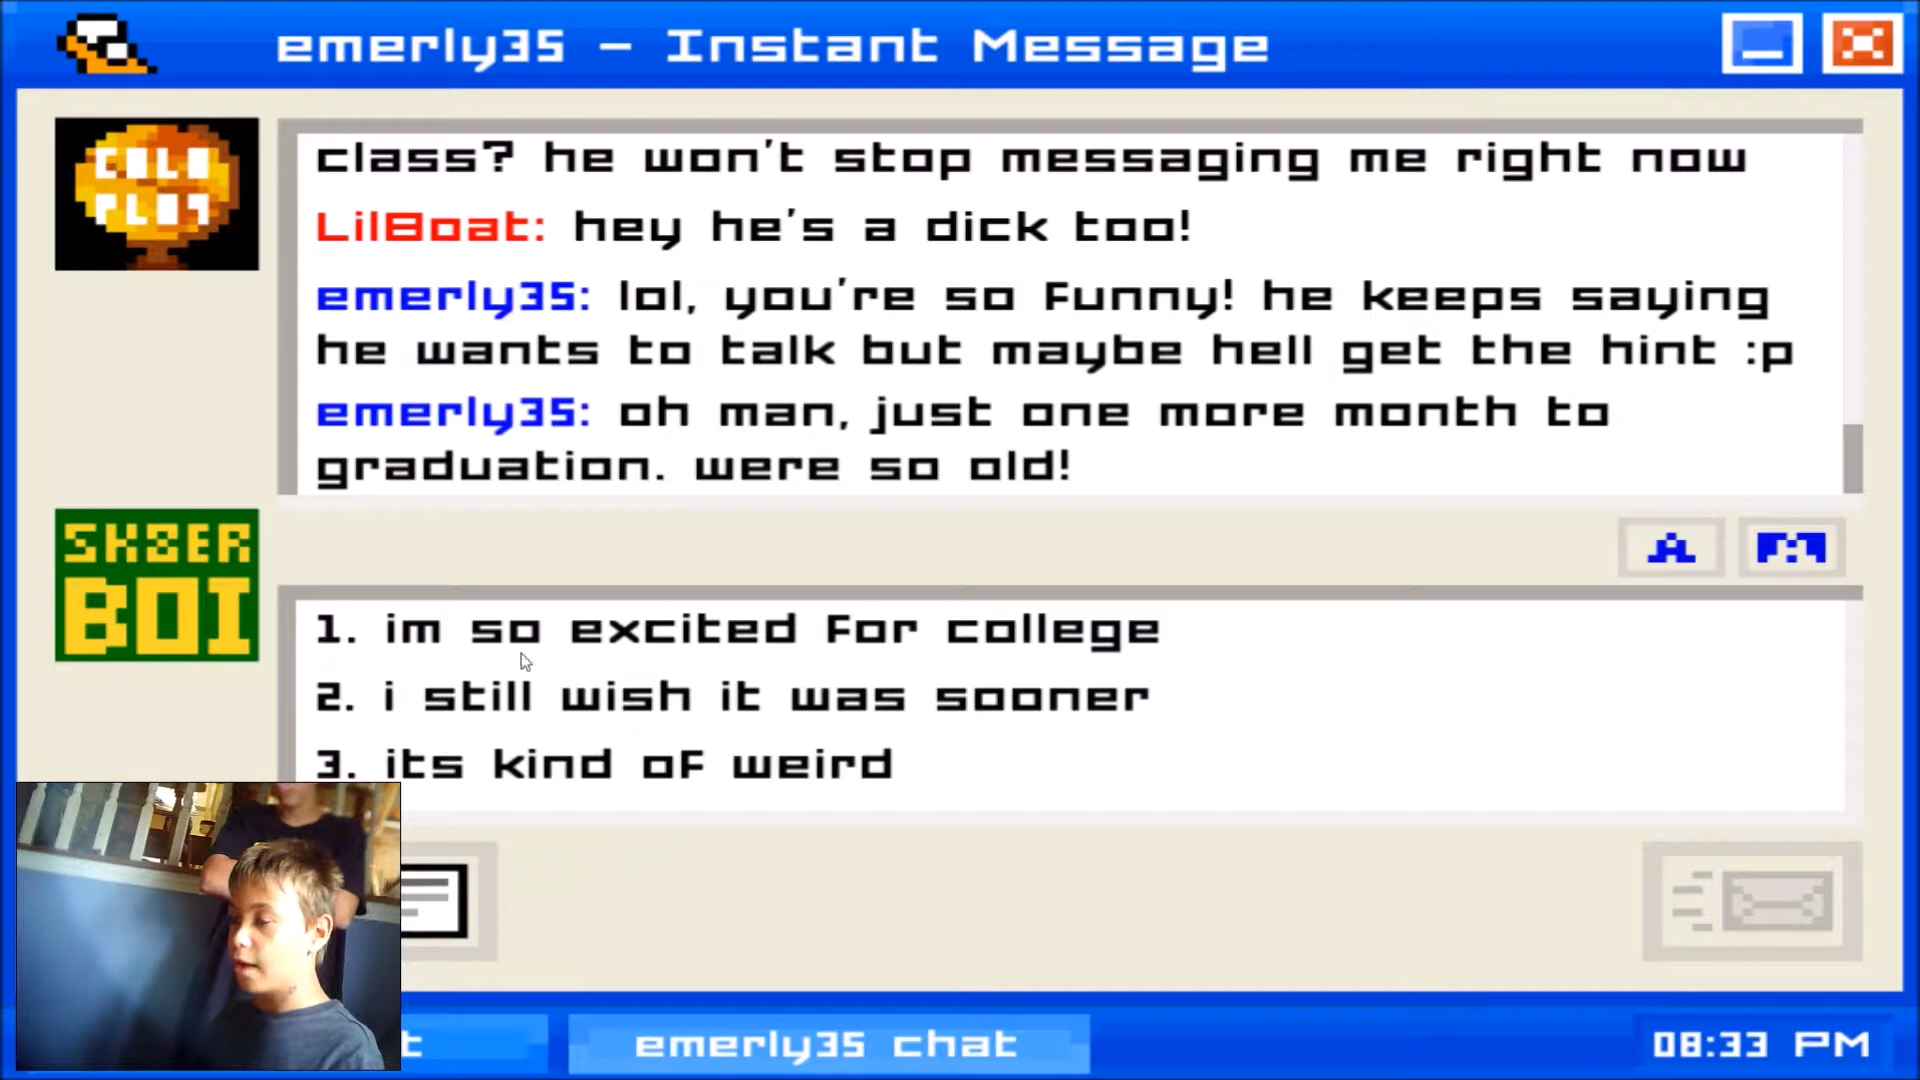 emerly35 - Instant Message
COLD
PLAY
class? he won't stop messaging me right now
LilBoat: hey he's a dick too!
emerly35: lol, you're so funny! he keeps saying
he wants to talk but maybe hell get the hint :p
emerly35: oh man, just one more month to
graduation. were so old!
SK8ER
BOI
A
1. im so excited for college
2. i still wish it was sooner
3. its kind of weird
emerly35 chat
08:33 PM